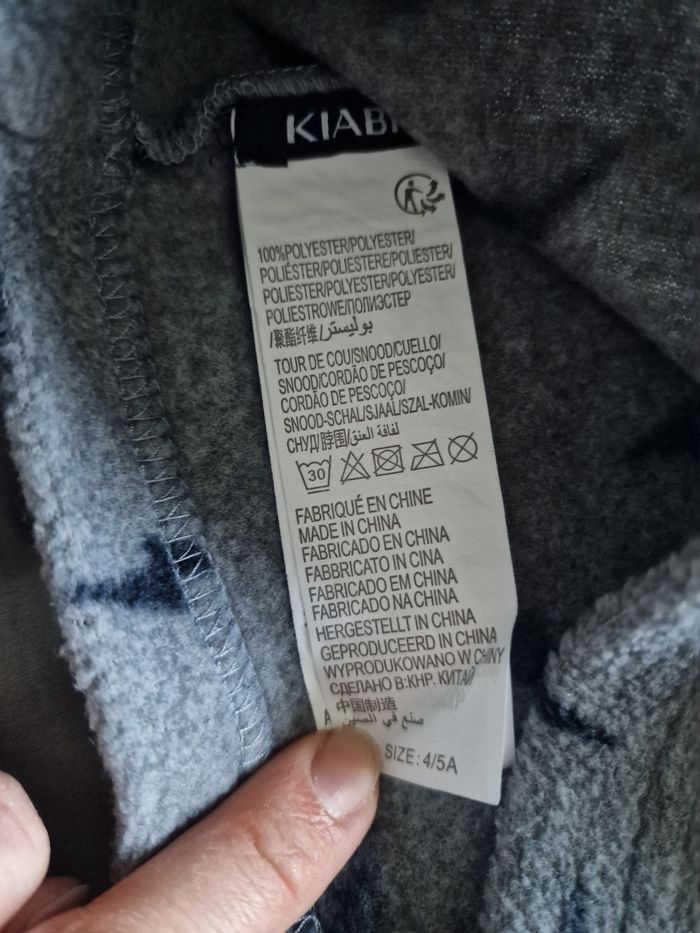 KIABI
100%POLYESTER/POLYESTER/
POLIÉSTER/POLIESTERE/POLIESTER/
POLIESTER/POLYESTER/POLYESTER/
POLIESTROWE/ПОЛИЭСТЕР
/聚酯纤维/بوليستر
TOUR DE COU/SNOOD/CUELLO/
SNOOD/CORDÃO DE PESCOÇO/
CORDÃO DE PESCOÇO/
SNOOD-SCHAL/SJAAL/SZAL-KOMIN/
СНУД/脖围/لفافة العنق
30
FABRIQUÉ EN CHINE
MADE IN CHINA
FABRICADO EN CHINA
FABBRICATO IN CINA
FABRICADO EM CHINA
FABRICADO NA CHINA
HERGESTELLT IN CHINA
GEPRODUCEERD IN CHINA
WYPRODUKOWANO W CHINY
СДЕЛАНО В:КНР. КИТАЙ
中国制造
A صنع في الصين
SIZE: 4/5A